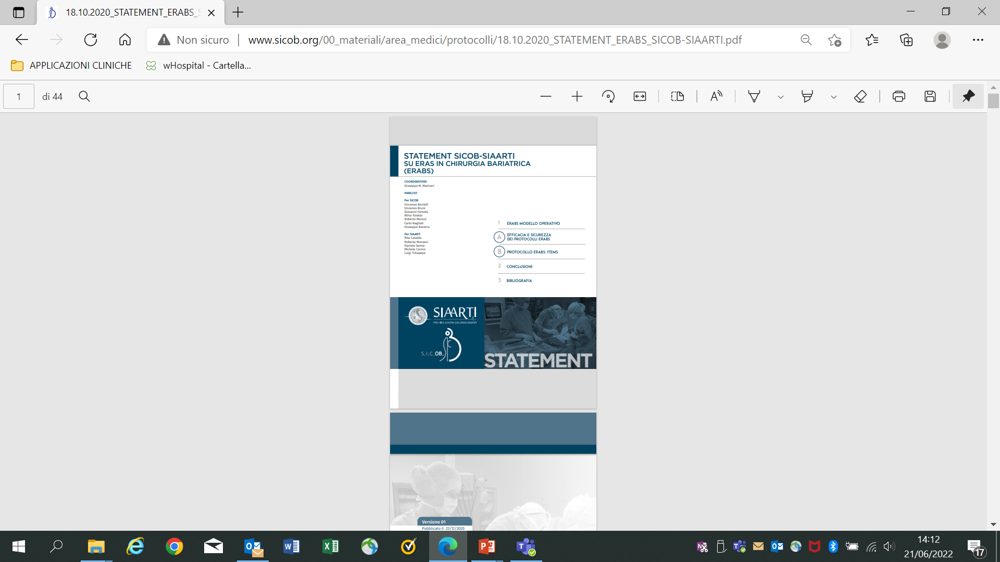 18.10.2020_STATEMENT_ERABS_S
Non sicuro
www.sicob.org/00_materiali/area_medici/protocolli/18.10.2020_STATEMENT_ERABS_SICOB-SIAARTI.pdf
APPLICAZIONI CLINICHE
wHospital - Cartella...
1
di 44
STATEMENT SICOB-SIAARTI
SU ERAS IN CHIRURGIA BARIATRICA
(ERABS)
COORDINATORE:
Giuseppe M. Marinari
PANELIST
Per SICOB
Vincenzo Borrelli
Vincenzo Bruni
Giovanni Fantola
Mirto Foletto
Roberto Moroni
Carlo Nagliati
Giuseppe Navarra
Per SIAARTI
Rita Cataldo
Roberta Monzani
Daniela Sanna
Michele Carron
Luigi Tritapepe
1 ERABS MODELLO OPERATIVO
A EFFICACIA E SICUREZZA
DEI PROTOCOLLI ERABS
B PROTOCOLLO ERABS: ITEMS
2 CONCLUSIONI
3 BIBLIOGRAFIA
SIAARTI
PRO VITA CONTRA DOLOREM SEMPER
S.I.C.OB.
STATEMENT
Versione 01
Pubblicato il 23/12/2020
14:12
21/06/2022
17